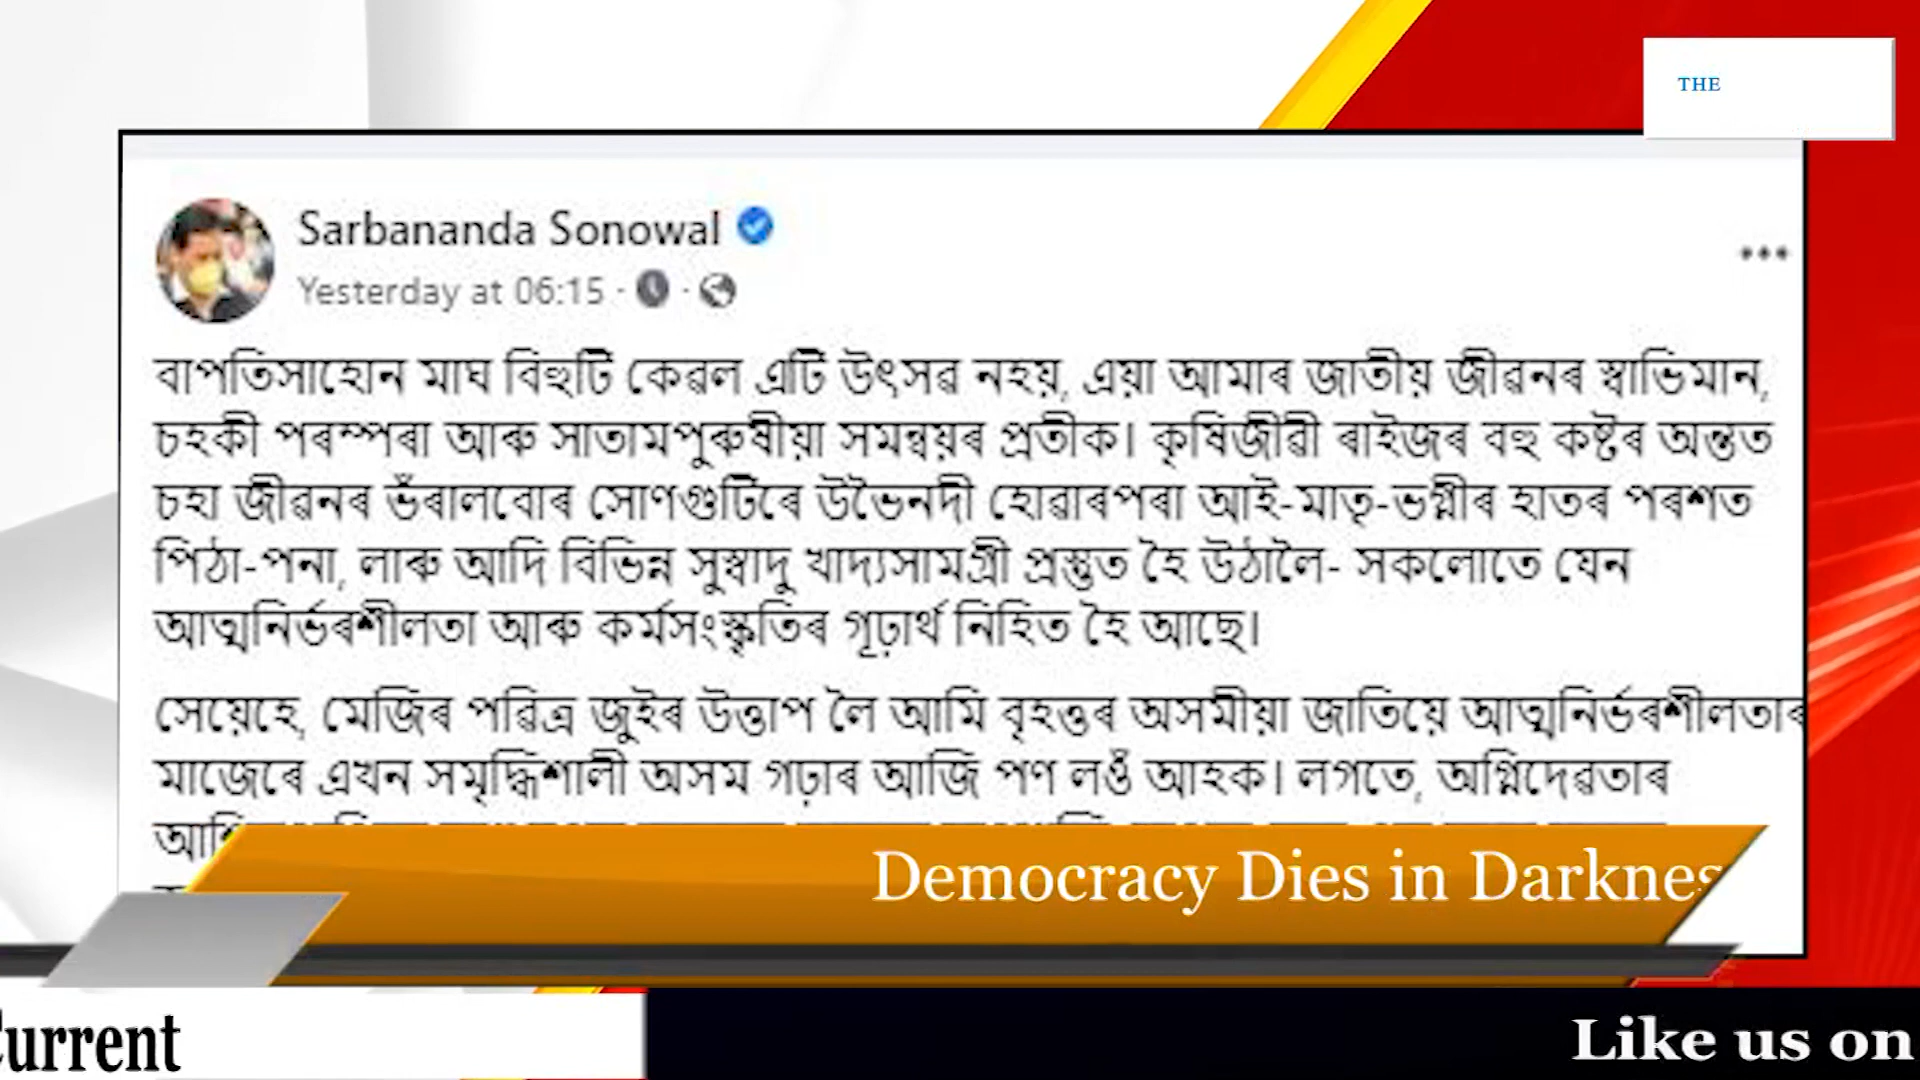 THE
Sarbananda Sonowal
Yesterday at 06:15
বাপতিসাহোন মাঘ বিহুটি কেৱল এটি উৎসৱ নহয়, এয়া আমাৰ জাতীয় জীৱনৰ স্বাভিমান,
চহকী পৰম্পৰা আৰু সাতামপুৰুষীয়া সমন্বয়ৰ প্ৰতীক। কৃষিজীৱী ৰাইজৰ বহু কষ্টৰ অন্তত
চহা জীৱনৰ ভঁৰালবোৰ সোণগুটিৰে উভৈনদী হোৱাৰপৰা আই-মাতৃ-ভগ্নীৰ হাতৰ পৰশত
পিঠা-পনা, লাৰু আদি বিভিন্ন সুস্বাদু খাদ্যসামগ্ৰী প্ৰস্তুত হৈ উঠালৈ- সকলোতে যেন
আত্মনিৰ্ভৰশীলতা আৰু কৰ্মসংস্কৃতিৰ গূঢ়াৰ্থ নিহিত হৈ আছে।
সেয়েহে, মেজিৰ পৱিত্ৰ জুইৰ উত্তাপ লৈ আমি বৃহত্তৰ অসমীয়া জাতিয়ে আত্মনিৰ্ভৰশীলতাৰ
মাজেৰে এখন সমৃদ্ধিশালী অসম গঢ়াৰ আজি পণ লওঁ আহক। লগতে, অগ্নিদেৱতাৰ
Democracy Dies in Darknes
Current
Like us on